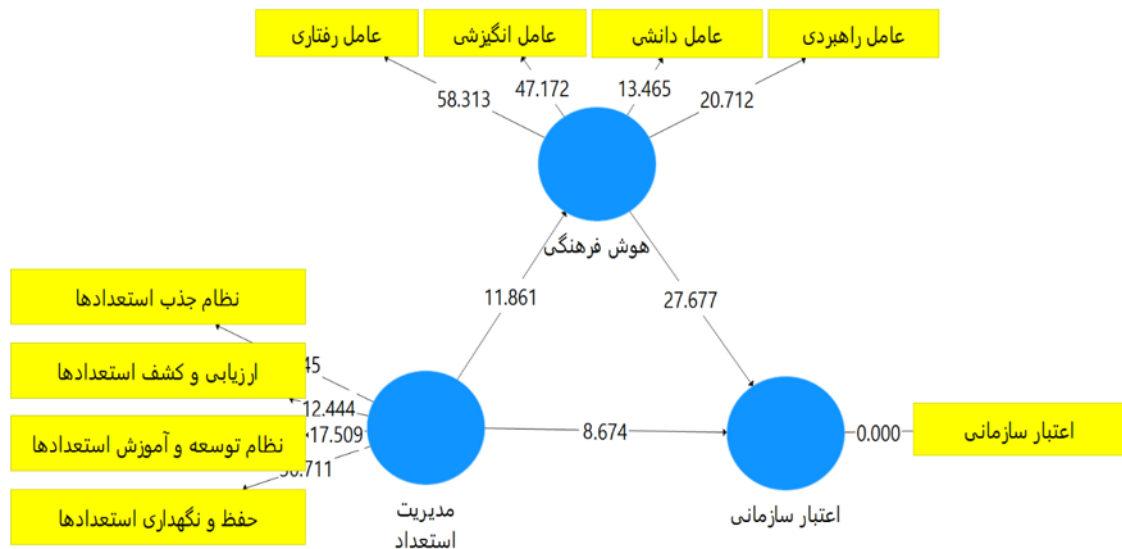 عامل رفتاری
عامل انگیزشی
عامل دانشی
عامل راهبردی
58.313
47.172
13.465
20.712
هوش فرهنگی
11.861
27.677
نظام جذب استعدادها
ارزیابی و کشف استعدادها
12.444
نظام توسعه و آموزش استعدادها
17.509
حفظ و نگهداری استعدادها
مدیریت
استعداد
8.674
اعتبار سازمانی
0.000
اعتبار سازمانی